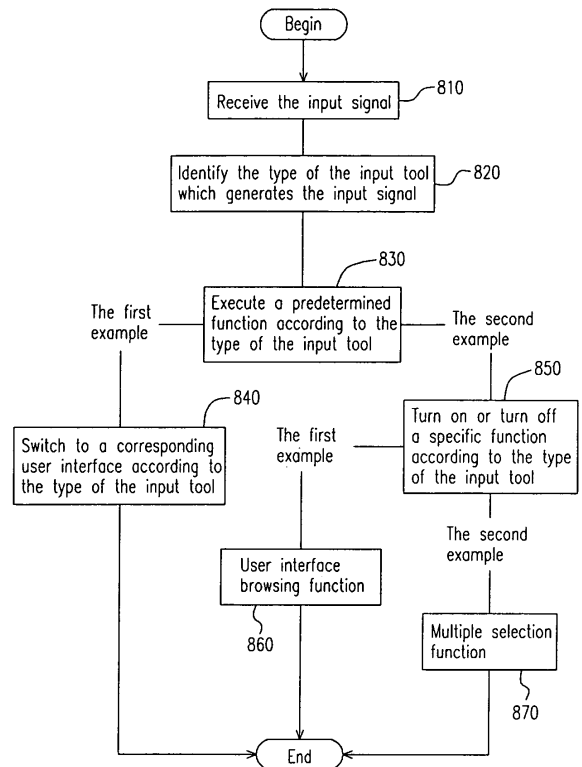 Begin
Receive the input signal
810
Identify the type of the input tool
which generates the input signal
820
830
Execute a predetermined
function according to the
type of the input tool
The first
example
The second
example
840
Switch to a corresponding
user interface according to
the type of the input tool
850
Turn on or turn off
a specific function
according to the type
of the input tool
The first
example
The second
example
User interface
browsing function
860
Multiple selection
function
870
End